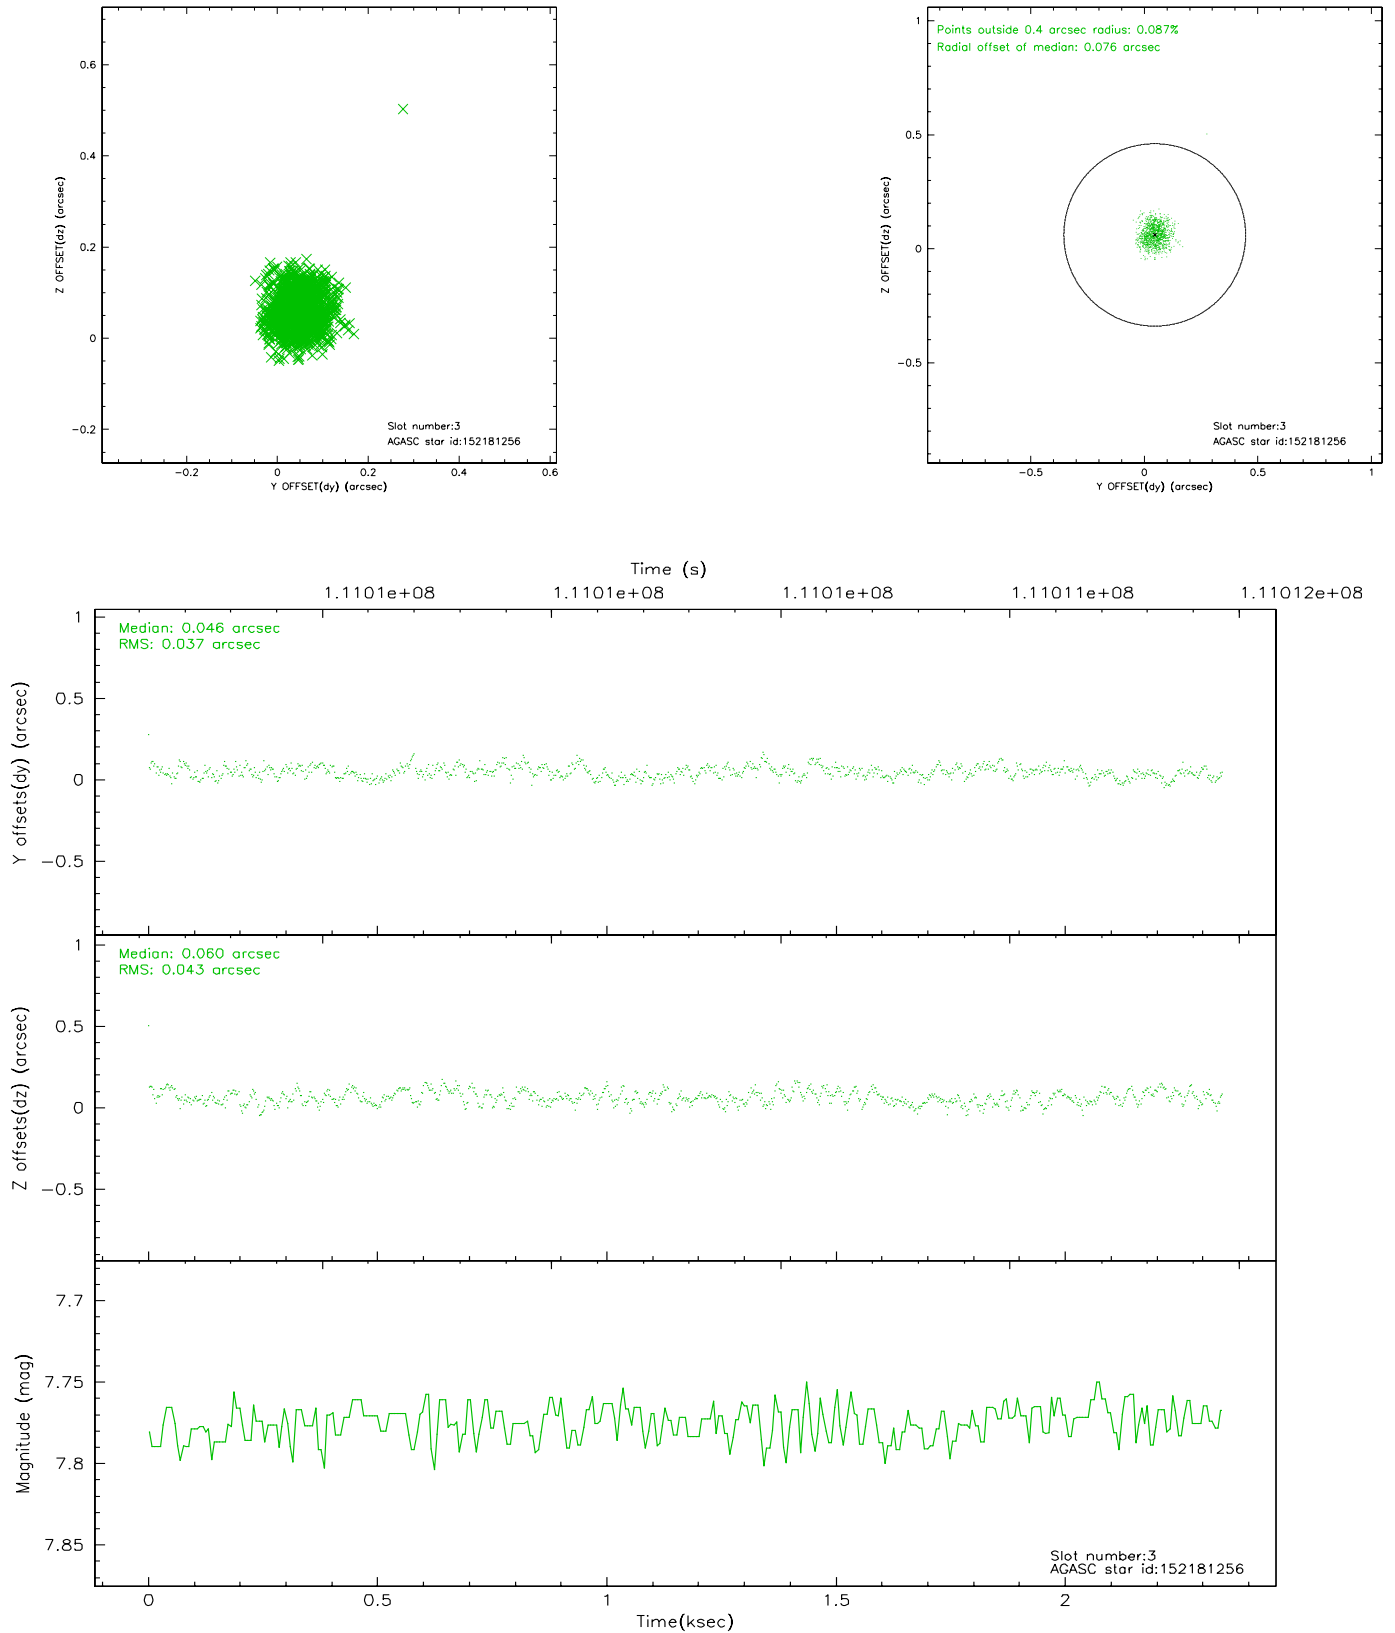 0.6
0.4
0.2
0
−0.2
Z OFFSET(dz) (arcsec)
Slot number:3
AGASC star id:152181256
−0.2 0 0.2 0.4 0.6
Y OFFSET(dy) (arcsec)
Points outside 0.4 arcsec radius: 0.087%
Radial offset of median: 0.076 arcsec
1
0.5
0
−0.5
Z OFFSET(dz) (arcsec)
Slot number:3
AGASC star id:152181256
−0.5 0 0.5 1
Y OFFSET(dy) (arcsec)
Time (s)
1.1101e+08 1.1101e+08 1.1101e+08 1.11011e+08 1.11012e+08
Median: 0.046 arcsec
RMS: 0.037 arcsec
1
0.5
0
−0.5
Y offsets(dy) (arcsec)
Median: 0.060 arcsec
RMS: 0.043 arcsec
1
0.5
0
−0.5
Z offsets(dz) (arcsec)
7.7
7.75
7.8
7.85
Magnitude (mag)
Slot number:3
AGASC star id:152181256
0 0.5 1 1.5 2
Time(ksec)